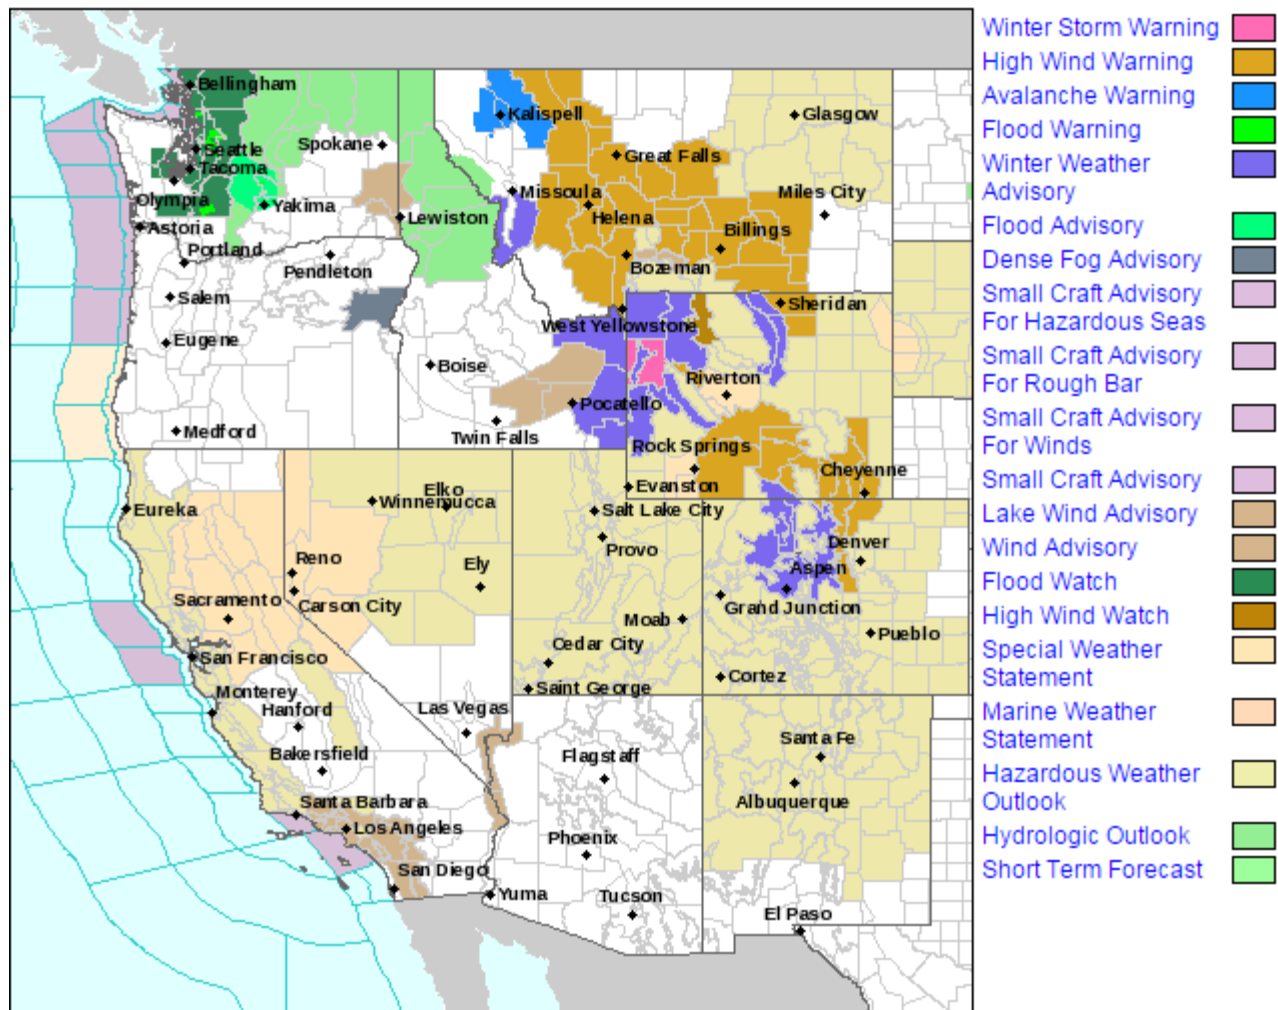 Winter Storm Warning
High Wind Warning
Avalanche Warning
Flood Warning
Winter Weather
Advisory
Flood Advisory
Dense Fog Advisory
Small Craft Advisory
For Hazardous Seas
Small Craft Advisory
For Rough Bar
Small Craft Advisory
For Winds
Small Craft Advisory
Lake Wind Advisory
Wind Advisory
Flood Watch
High Wind Watch
Special Weather
Statement
Marine Weather
Statement
Hazardous Weather
Outlook
Hydrologic Outlook
Short Term Forecast
Bellingham
Kalispell
Glasgow
Seattle
Spokane
Great Falls
Tacoma
Missoula
Miles City
Olympia
Yakima
Lewiston
Helena
Astoria
Billings
Portland
Pendleton
Bozeman
Salem
Sheridan
West Yellowstone
Eugene
Boise
Riverton
Pocatello
Medford
Twin Falls
Rock Springs
Cheyenne
Elko
Evanston
Winnemucca
Eureka
Salt Lake City
Provo
Denver
Reno
Ely
Aspen
Sacramento
Carson City
Grand Junction
Moab
Pueblo
Cedar City
San Francisco
Cortez
Saint George
Monterey
Hanford
Las Vegas
Santa Fe
Bakersfield
Flagstaff
Albuquerque
Santa Barbara
Los Angeles
Phoenix
San Diego
Yuma
Tucson
El Paso